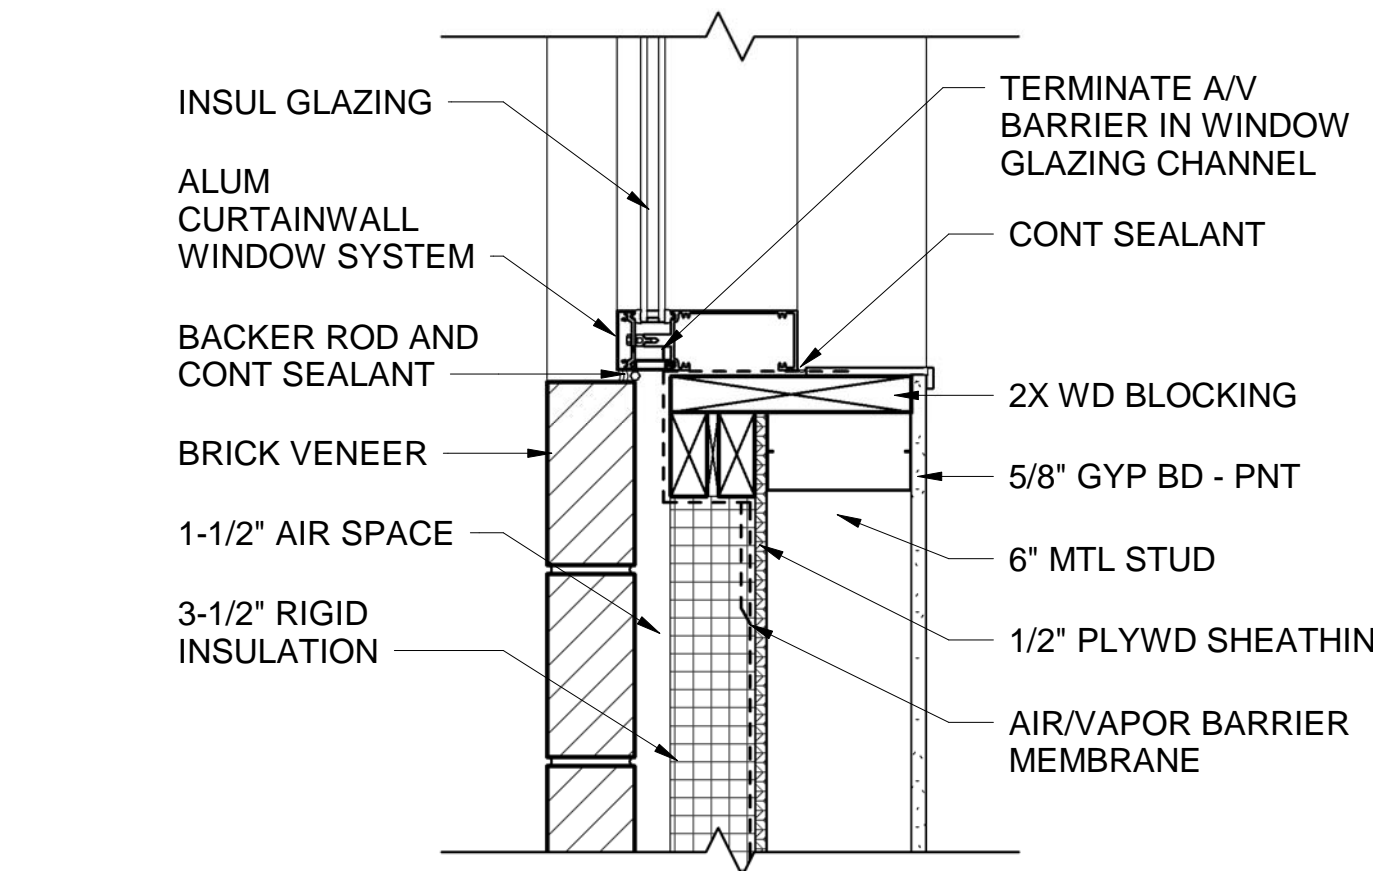 INSUL GLAZING
ALUM
CURTAINWALL
WINDOW SYSTEM
BACKER ROD AND
CONT SEALANT
BRICK VENEER
1-1/2" AIR SPACE
3-1/2" RIGID
INSULATION
TERMINATE A/V
BARRIER IN WINDOW
GLAZING CHANNEL
CONT SEALANT
2X WD BLOCKING
5/8" GYP BD - PNT
6" MTL STUD
1/2" PLYWD SHEATHIN
AIR/VAPOR BARRIER
MEMBRANE